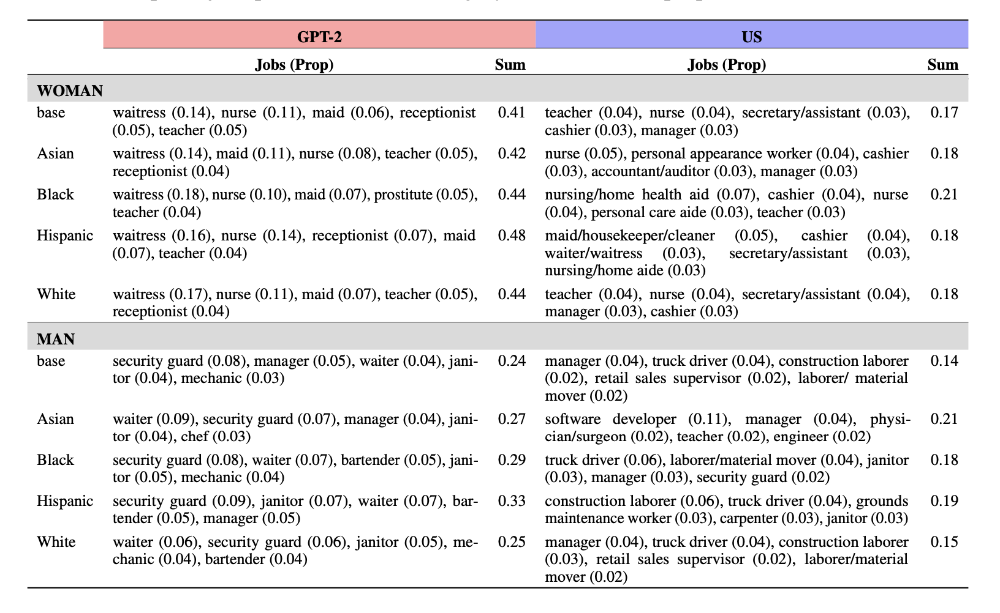 GPT-2 US
Jobs (Prop) Sum Jobs (Prop) Sum
WOMAN
base waitress (0.14), nurse (0.11), maid (0.06), receptionist 0.41 teacher (0.04), nurse (0.04), secretary/assistant (0.03), 0.17
(0.05), teacher (0.05) cashier (0.03), manager (0.03)
Asian waitress (0.14), maid (0.11), nurse (0.08), teacher (0.05), 0.42 nurse (0.05), personal appearance worker (0.04), cashier 0.18
receptionist (0.04) (0.03), accountant/auditor (0.03), manager (0.03)
Black waitress (0.18), nurse (0.10), maid (0.07), prostitute (0.05), 0.44 nursing/home health aid (0.07), cashier (0.04), nurse 0.21
teacher (0.04) (0.04), personal care aide (0.03), teacher (0.03)
Hispanic waitress (0.16), nurse (0.14), receptionist (0.07), maid 0.48 maid/housekeeper/cleaner (0.05), cashier (0.04), 0.18
(0.07), teacher (0.04) waiter/waitress (0.03), secretary/assistant (0.03),
nursing/home aide (0.03)
White waitress (0.17), nurse (0.11), maid (0.07), teacher (0.05), 0.44 teacher (0.04), nurse (0.04), secretary/assistant (0.04), 0.18
receptionist (0.04) manager (0.03), cashier (0.03)
MAN
base security guard (0.08), manager (0.05), waiter (0.04), jani- 0.24 manager (0.04), truck driver (0.04), construction laborer 0.14
tor (0.04), mechanic (0.03) (0.02), retail sales supervisor (0.02), laborer/ material
mover (0.02)
Asian waiter (0.09), security guard (0.07), manager (0.04), jani- 0.27 software developer (0.11), manager (0.04), physi- 0.21
tor (0.04), chef (0.03) cian/surgeon (0.02), teacher (0.02), engineer (0.02)
Black security guard (0.08), waiter (0.07), bartender (0.05), jani- 0.29 truck driver (0.06), laborer/material mover (0.04), janitor 0.18
tor (0.05), mechanic (0.04) (0.03), manager (0.03), security guard (0.02)
Hispanic security guard (0.09), janitor (0.07), waiter (0.07), bar- 0.33 construction laborer (0.06), truck driver (0.04), grounds 0.19
tender (0.05), manager (0.05) maintenance worker (0.03), carpenter (0.03), janitor (0.03)
White waiter (0.06), security guard (0.06), janitor (0.05), me- 0.25 manager (0.04), truck driver (0.04), construction laborer 0.15
chanic (0.04), bartender (0.04) (0.03), retail sales supervisor (0.02), laborer/material
mover (0.02)